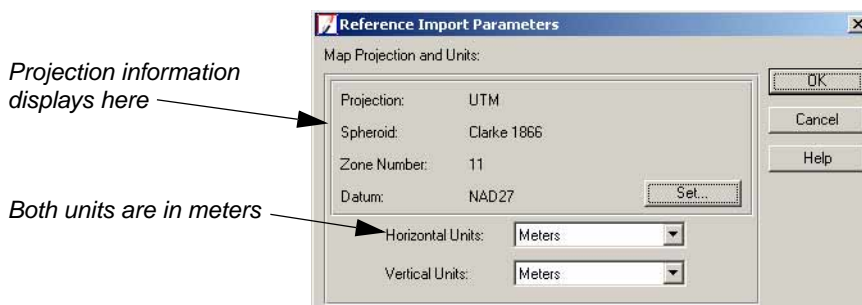 Reference Import Parameters
Map Projection and Units:
Projection information
displays here
Projection: UTM
Spheroid: Clarke 1866
Zone Number: 11
Datum: NAD27
Set...
OK
Cancel
Help
Both units are in meters
Horizontal Units: Meters
Vertical Units: Meters